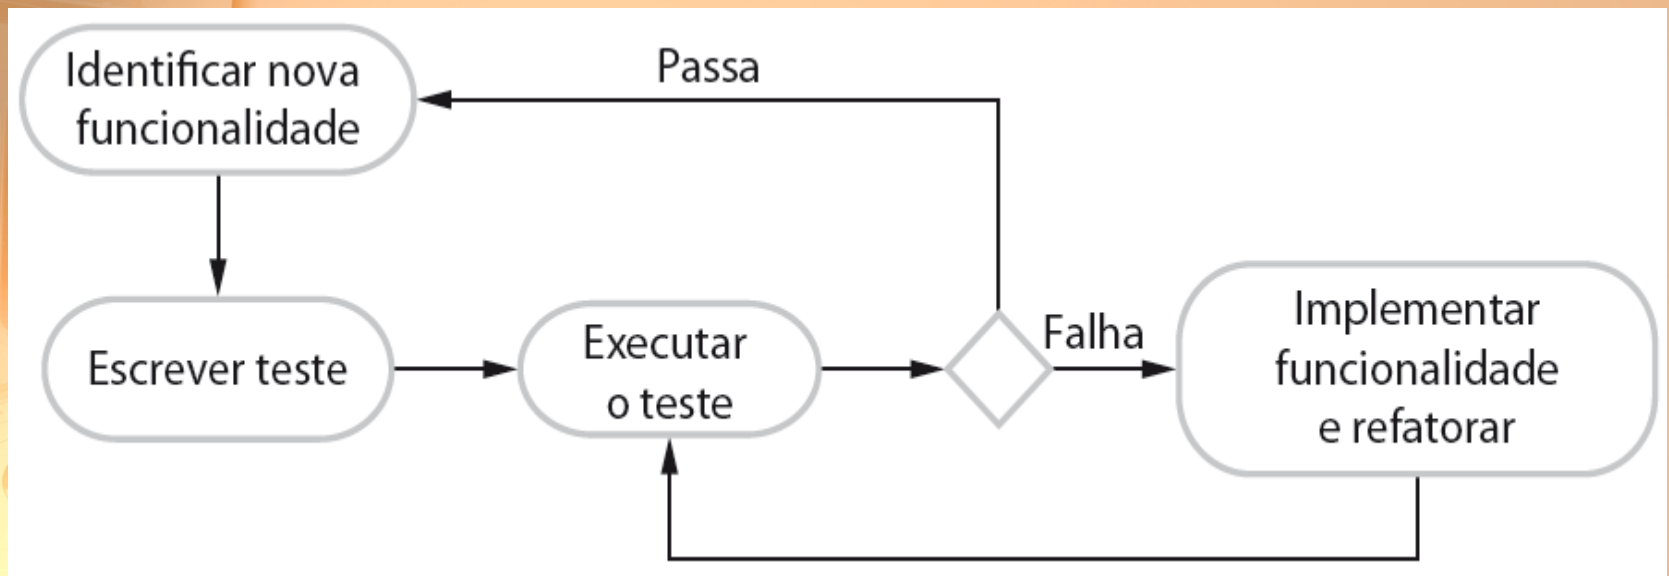 Identificar nova
funcionalidade
Passa
Escrever teste
Executar
o teste
Falha
Implementar
funcionalidade
e refatorar